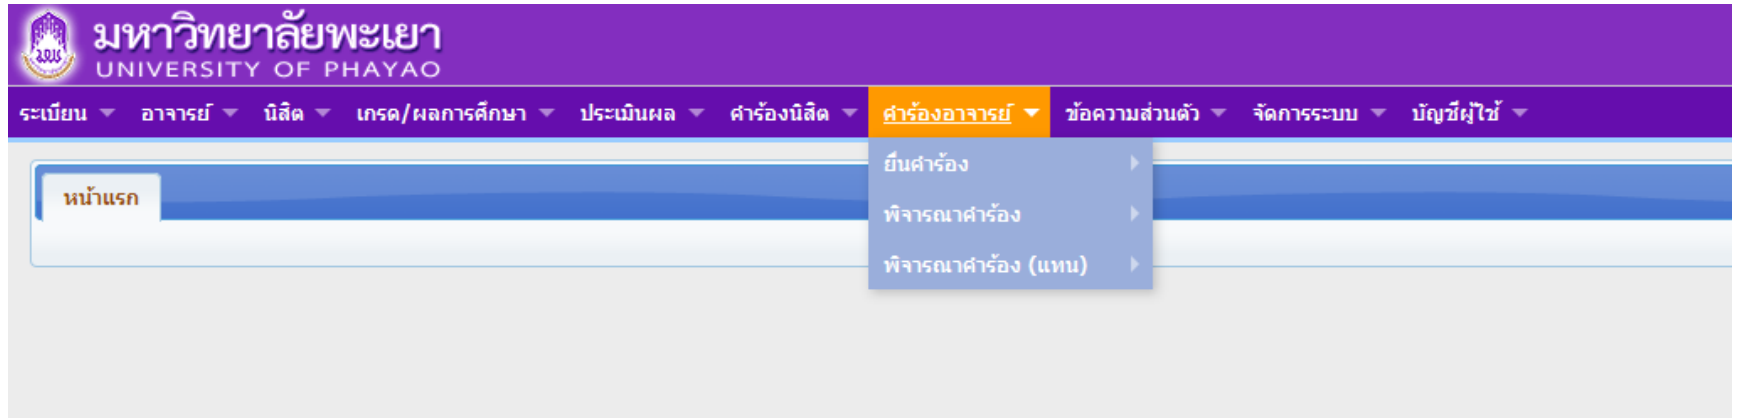 มหาวิทยาลัยพะเยา
UNIVERSITY OF PHAYAO
ระเบียน อาจารย์ นิสิต เกรด/ผลการศึกษา ประเมินผล คำร้องนิสิต คำร้องอาจารย์ ข้อความส่วนตัว จัดการระบบ บัญชีผู้ใช้
หน้าแรก
ยื่นคำร้อง
พิจารณาคำร้อง
พิจารณาคำร้อง (แทน)